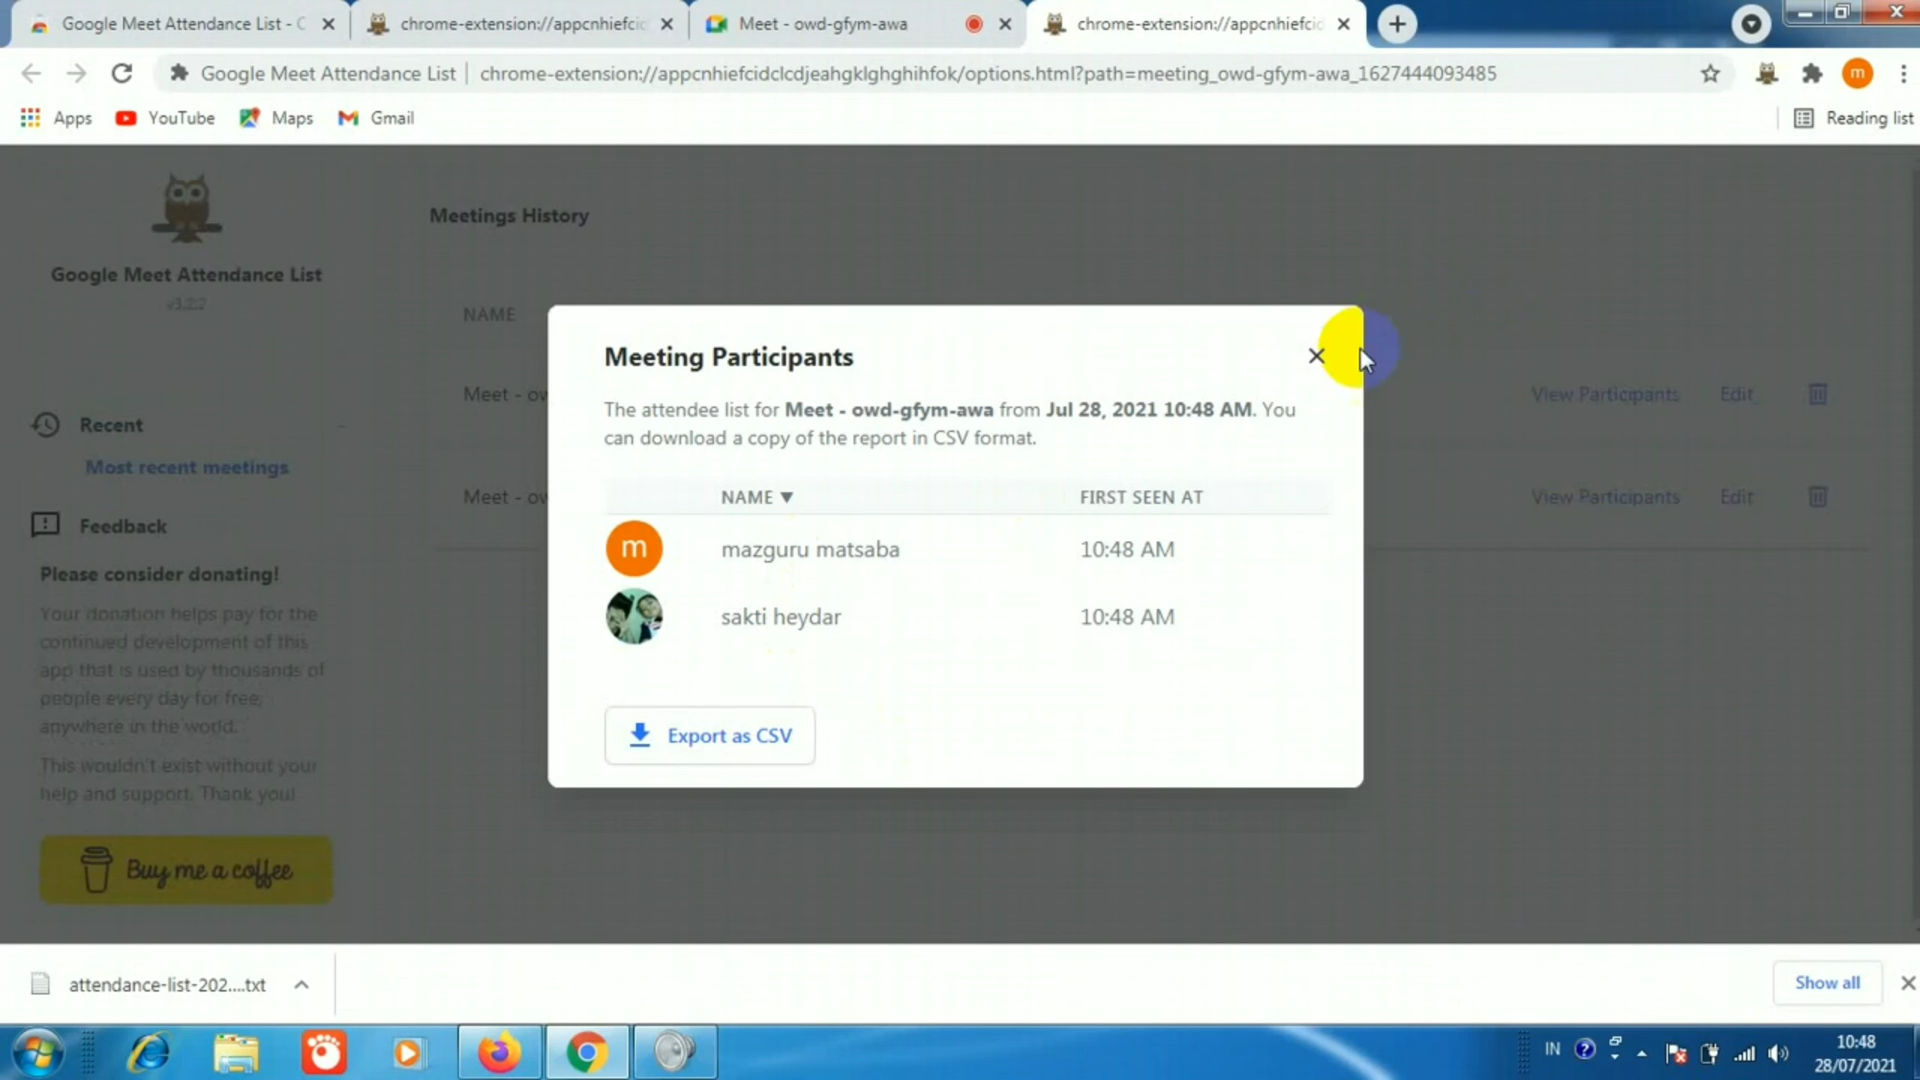 Google Meet Attendance List - C
chrome-extension://appcnhiefcid
Meet - owd-gfym-awa
chrome-extension://appcnhiefcid
Google Meet Attendance List
chrome-extension://appcnhiefcidclcdjeahgklghghihfok/options.html?path=meeting_owd-gfym-awa_1627444093485
m
Apps
YouTube
Maps
Gmail
Reading list
Google Meet Attendance List
v3.2.2
Recent
Most recent meetings
Feedback
Please consider donating!
Your donation helps pay for the
continued development of this
app that is used by thousands of
people every day for free,
anywhere in the world.
This wouldn't exist without your
help and support. Thank you!
Buy me a coffee
Meetings History
NAME
Meet - ow
View Participants Edit
Meet - ow
View Participants Edit
Meeting Participants
The attendee list for Meet - owd-gfym-awa from Jul 28, 2021 10:48 AM. You
can download a copy of the report in CSV format.
NAME ▼ FIRST SEEN AT
m mazguru matsaba 10:48 AM
sakti heydar 10:48 AM
Export as CSV
attendance-list-202....txt
Show all
IN
10:48
28/07/2021